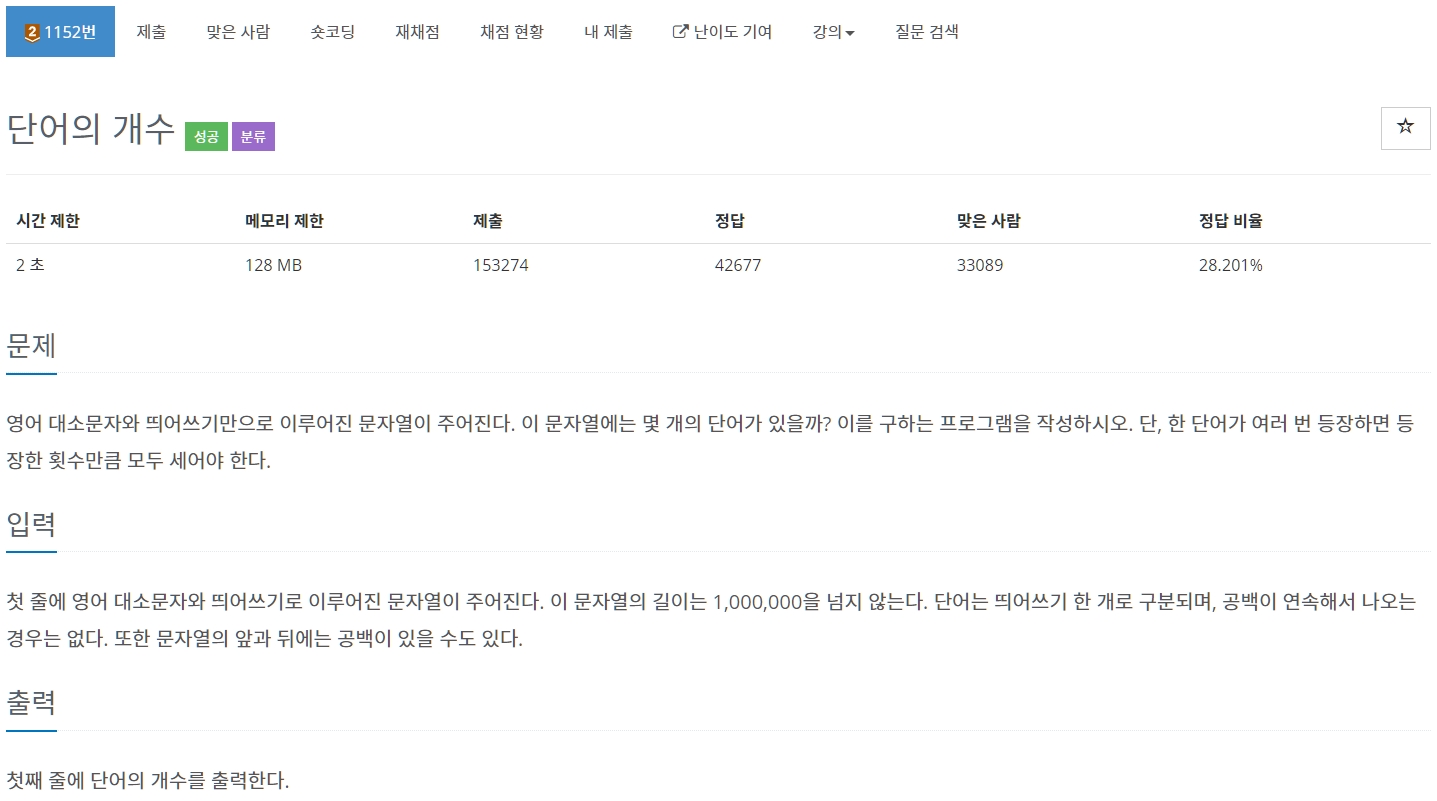 2 1152번 제출 맞은 사람 숏코딩 재채점 채점 현황 내 제출 난이도 기여 강의 질문 검색
단어의 개수 성공 분류
시간 제한 메모리 제한 제출 정답 맞은 사람 정답 비율
2 초 128 MB 153274 42677 33089 28.201%
문제
영어 대소문자와 띄어쓰기만으로 이루어진 문자열이 주어진다. 이 문자열에는 몇 개의 단어가 있을까? 이를 구하는 프로그램을 작성하시오. 단, 한 단어가 여러 번 등장하면 등
장한 횟수만큼 모두 세어야 한다.
입력
첫 줄에 영어 대소문자와 띄어쓰기로 이루어진 문자열이 주어진다. 이 문자열의 길이는 1,000,000을 넘지 않는다. 단어는 띄어쓰기 한 개로 구분되며, 공백이 연속해서 나오는
경우는 없다. 또한 문자열의 앞과 뒤에는 공백이 있을 수도 있다.
출력
첫째 줄에 단어의 개수를 출력한다.